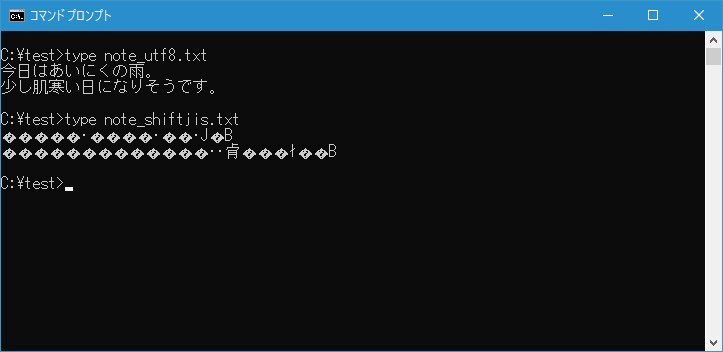 コマンドプロンプト
C:¥test>type note_utf8.txt
今日はあいにくの雨。
少し肌寒い日になりそうです。
C:¥test>type note_shiftjis.txt
�����･����･��･J�B
�������������･･肯���ｵ��B
C:¥test>